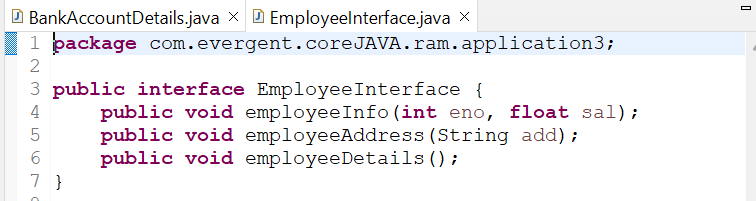 BankAccountDetails.java EmployeeInterface.java
1 package com.evergent.coreJAVA.ram.application3;
2
3 public interface EmployeeInterface {
4 public void employeeInfo(int eno, float sal);
5 public void employeeAddress(String add);
6 public void employeeDetails();
7 }